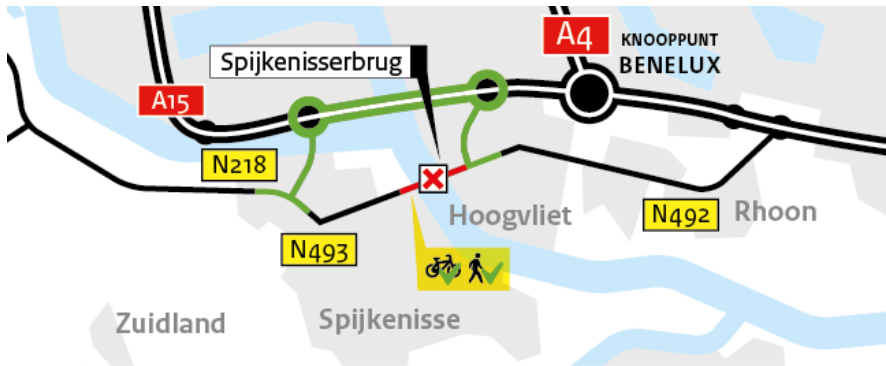 A4
KNOOPPUNT
BENELUX
Spijkenisserbrug
A15
N218
Hoogvliet
N492
Rhoon
N493
Zuidland
Spijkenisse